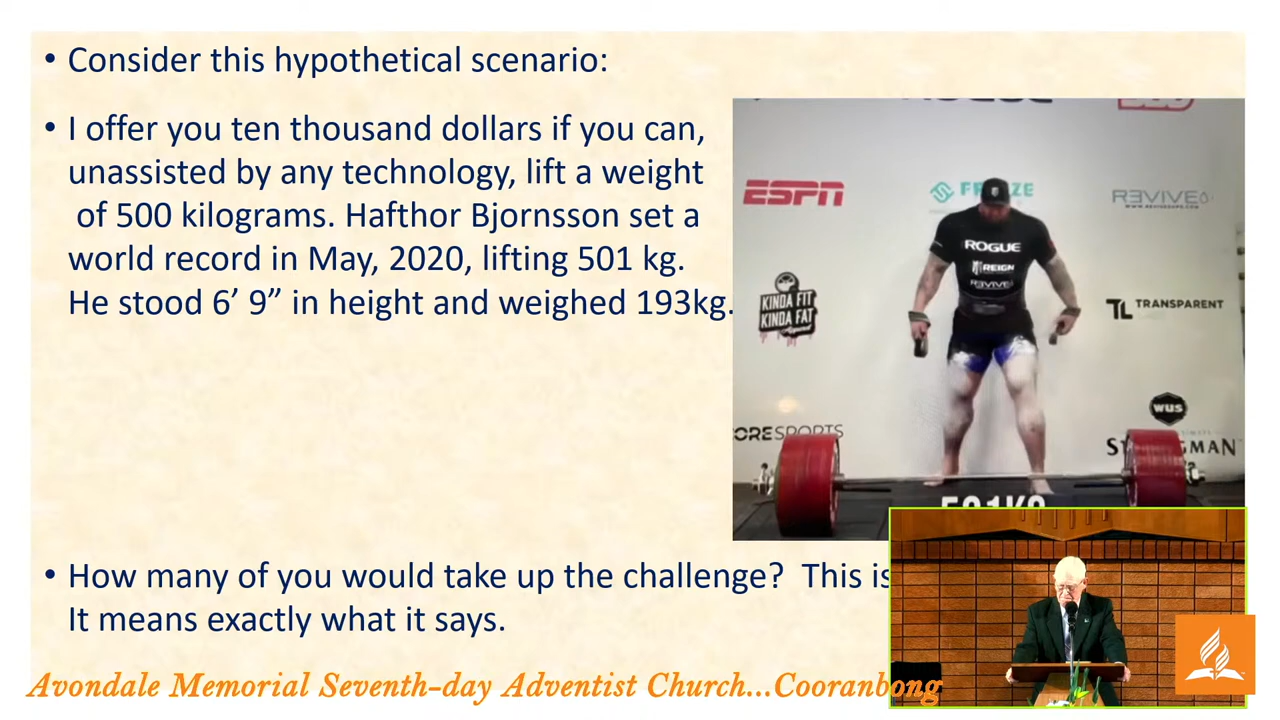 • Consider this hypothetical scenario:
• I offer you ten thousand dollars if you can,
unassisted by any technology, lift a weight
of 500 kilograms. Hafthor Bjornsson set a
world record in May, 2020, lifting 501 kg.
He stood 6’ 9” in height and weighed 193kg.
ESPN
REVIVE
ROGUE
REIGN
REVIVE
KINDA FIT
KINDA FAT
TL TRANSPARENT
WUS
• How many of you would take up the challenge? This is
It means exactly what it says.
Avondale Memorial Seventh-day Adventist Church...Cooranbong